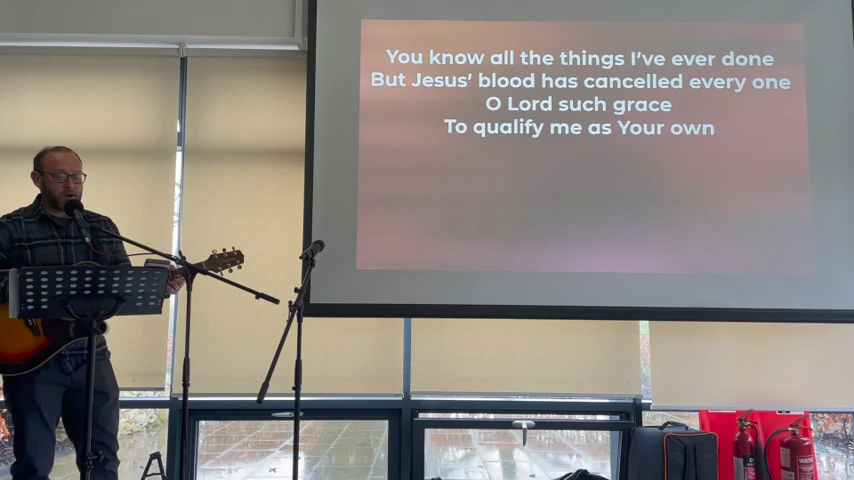 You know all the things I've ever done
But Jesus' blood has cancelled every one
O Lord such grace
To qualify me as Your own
WATER